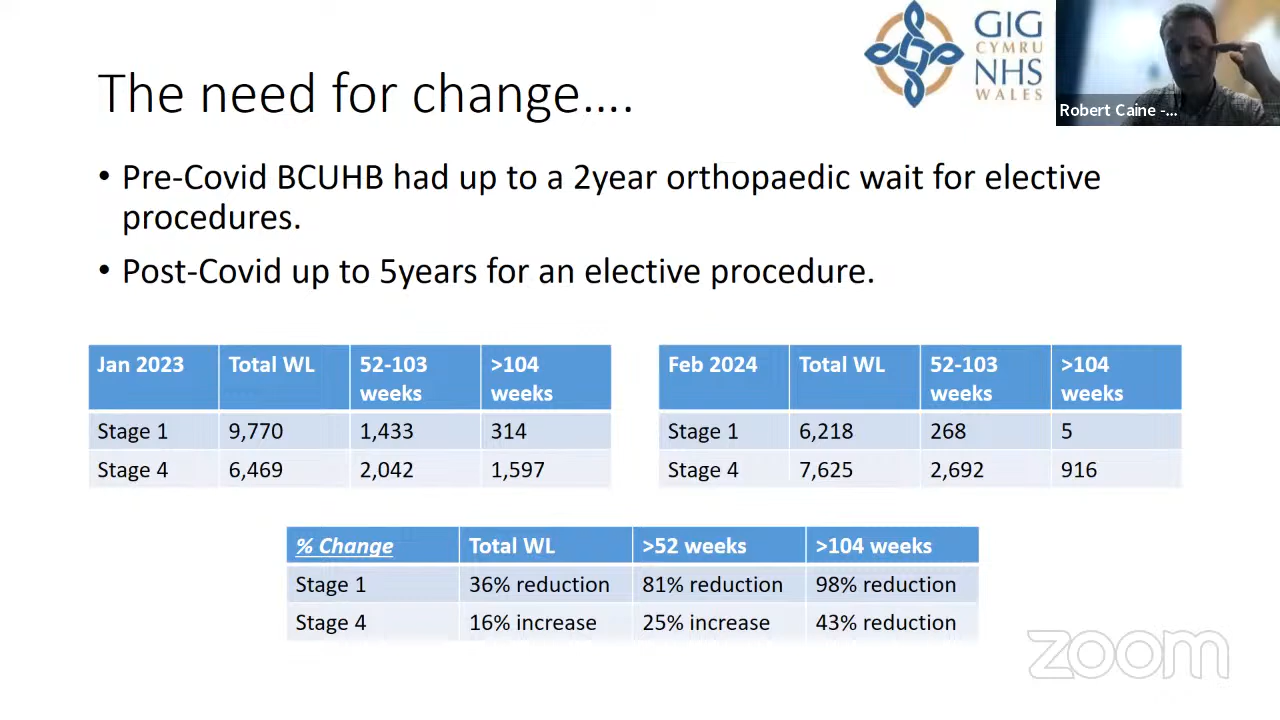 GIG
CYMRU
NHS
WALES
Robert Caine -...
The need for change....
• Pre-Covid BCUHB had up to a 2year orthopaedic wait for elective
procedures.
• Post-Covid up to 5years for an elective procedure.
Jan 2023 Total WL 52-103 weeks >104 weeks
Stage 1 9,770 1,433 314
Stage 4 6,469 2,042 1,597
Feb 2024 Total WL 52-103 weeks >104 weeks
Stage 1 6,218 268 5
Stage 4 7,625 2,692 916
% Change Total WL >52 weeks >104 weeks
Stage 1 36% reduction 81% reduction 98% reduction
Stage 4 16% increase 25% increase 43% reduction
zoom